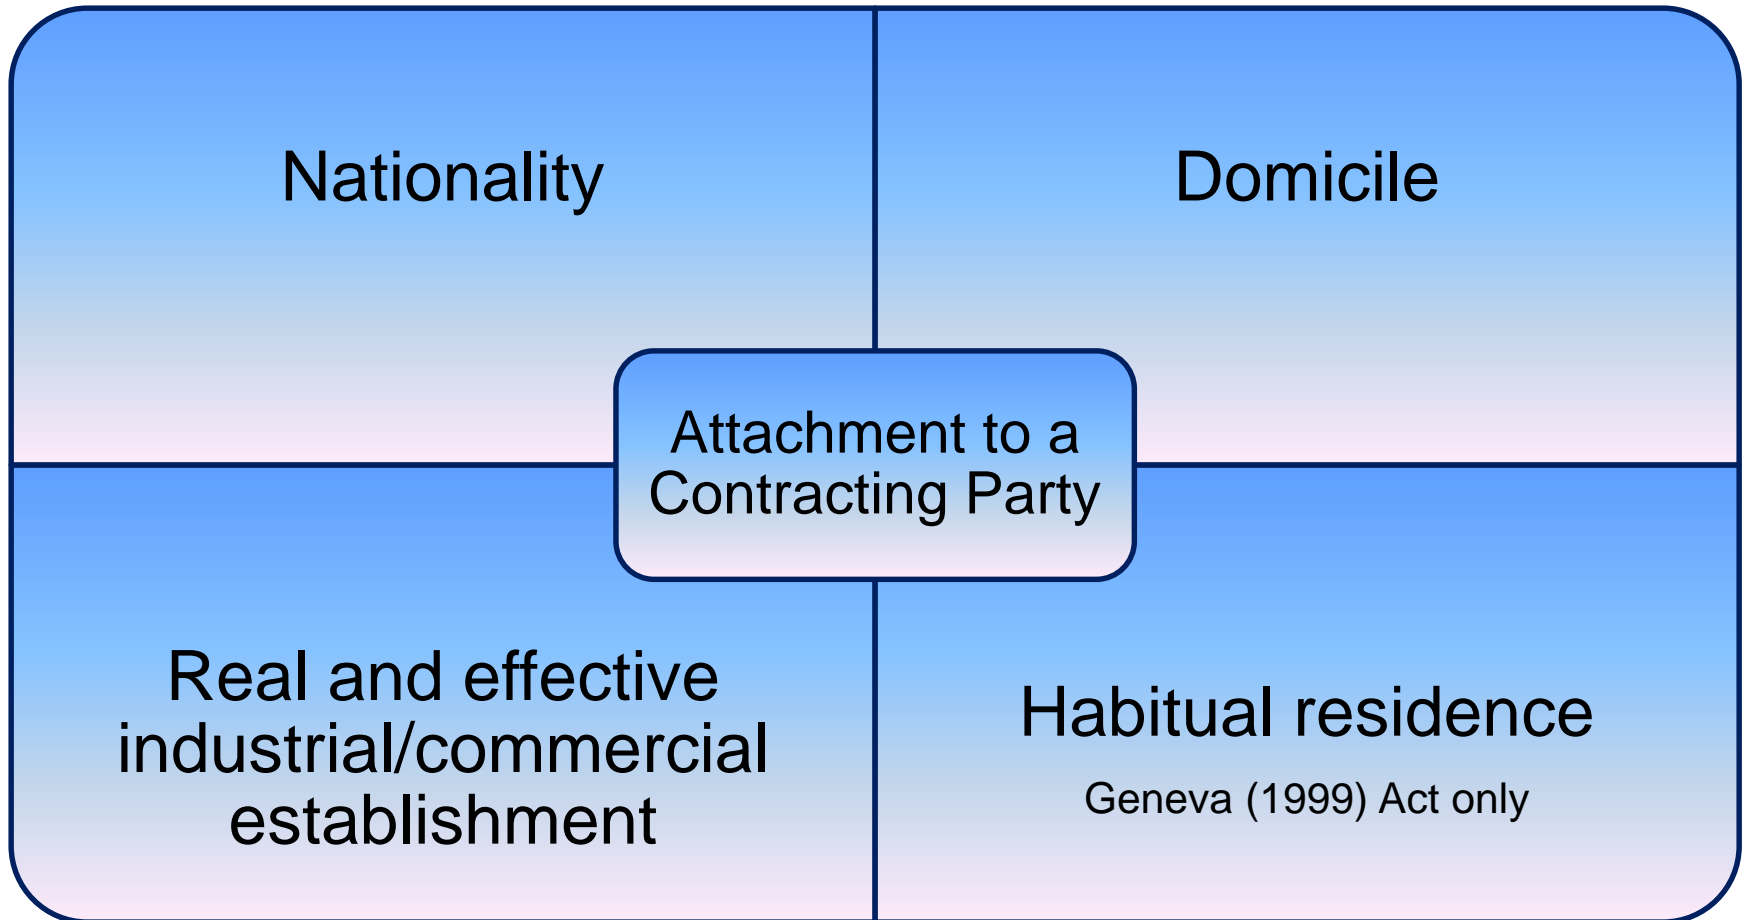 Nationality
Domicile
Attachment to a
Contracting Party
Real and effective
industrial/commercial
establishment
Habitual residence
Geneva (1999) Act only